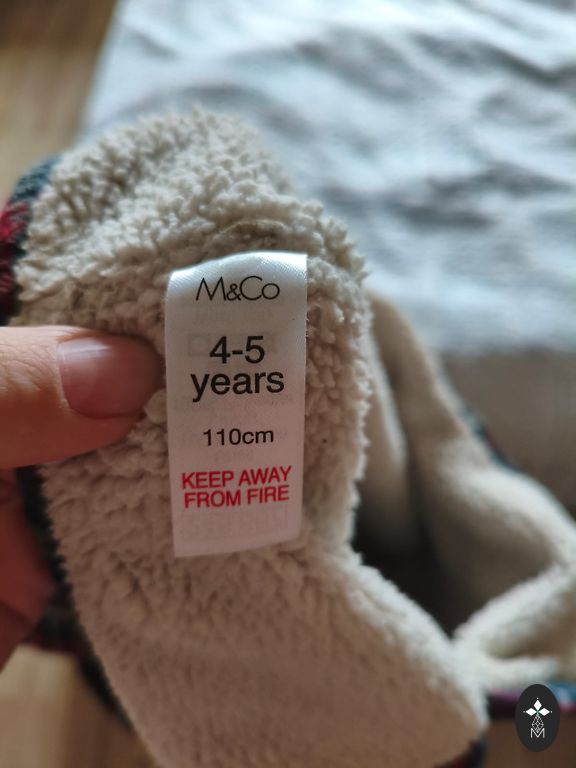 M&Co
4-5
years
110cm
KEEP AWAY
FROM FIRE
M